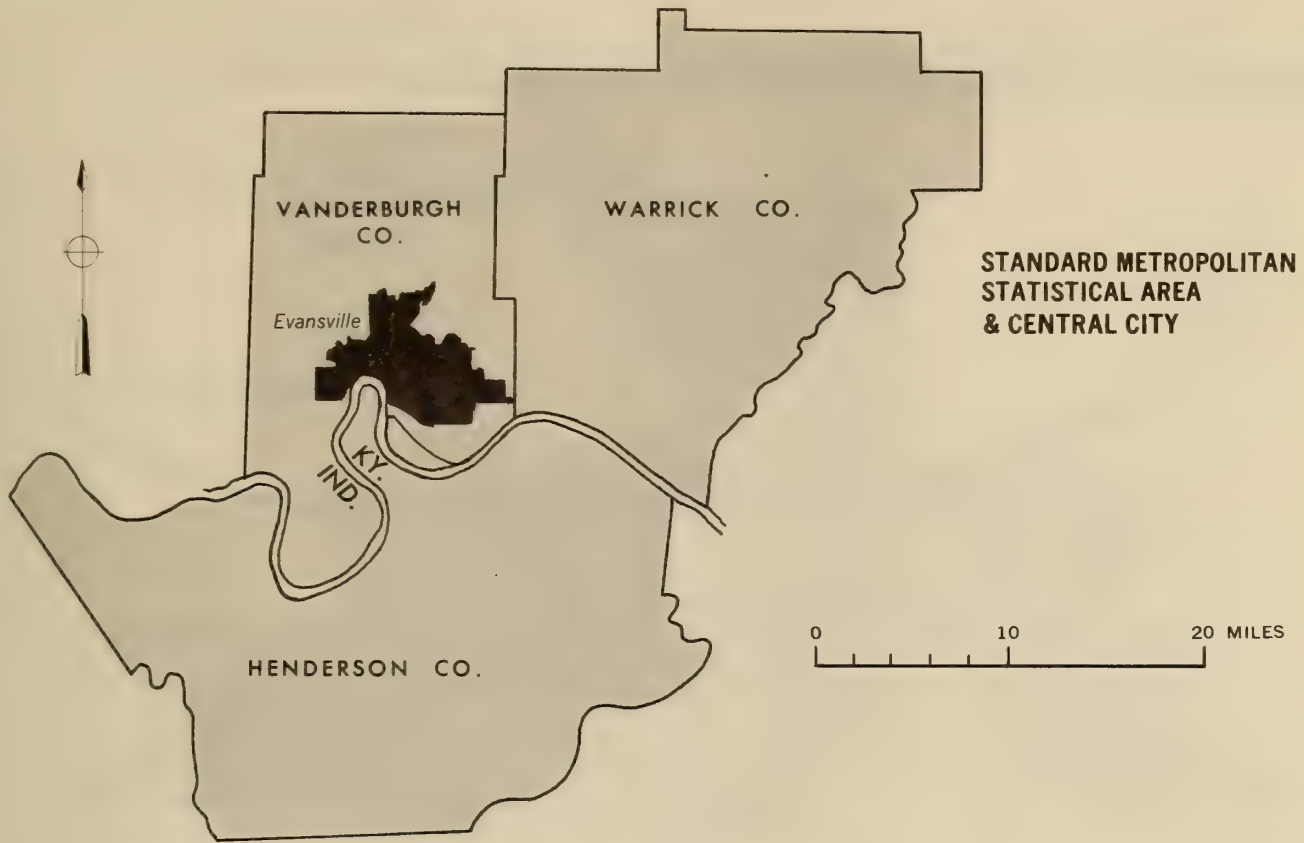 VANDERBURGH
CO.
WARRICK CO.
Evansville
STANDARD METROPOLITAN
STATISTICAL AREA
& CENTRAL CITY
KY.
IND.
HENDERSON CO.
0 10 20 MILES